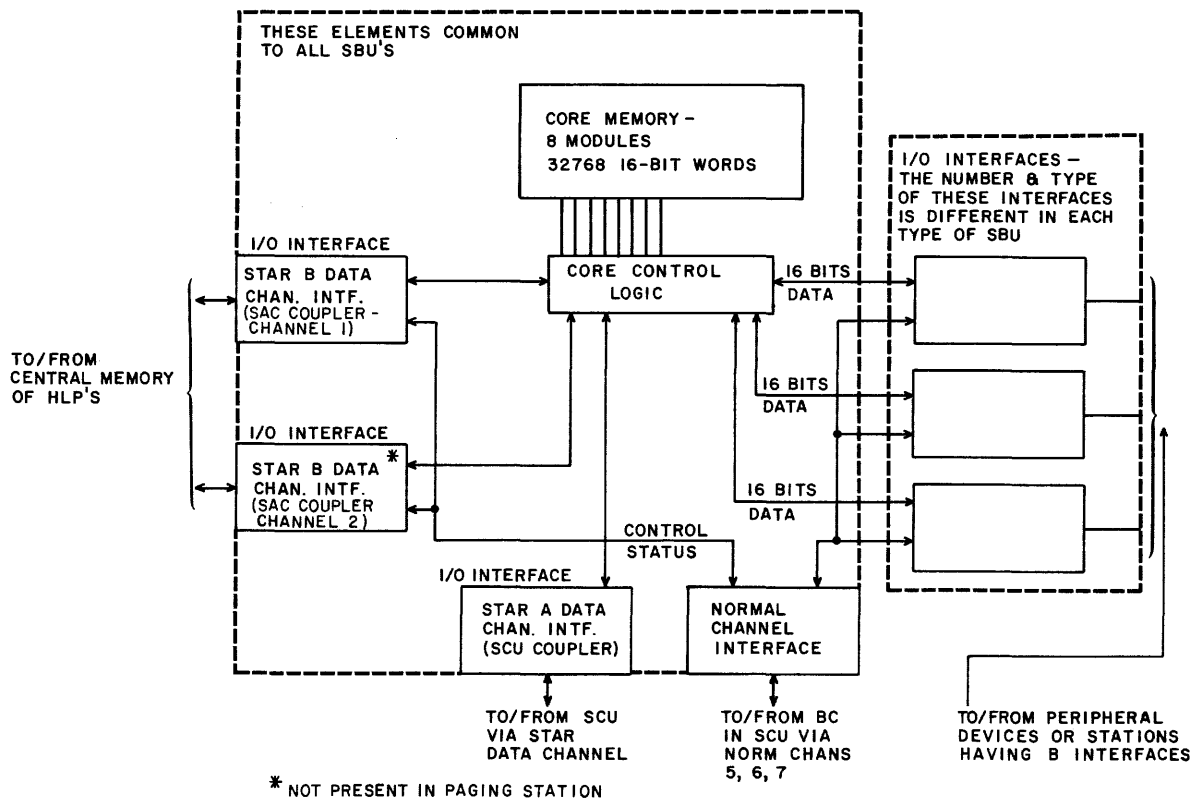 THESE ELEMENTS COMMON
TO ALL SBU'S
CORE MEMORY -
8 MODULES
32768 16-BIT WORDS
I/O INTERFACES -
THE NUMBER & TYPE
OF THESE INTERFACES
IS DIFFERENT IN EACH
TYPE OF SBU
I/O INTERFACE
STAR B DATA
CHAN. INTF.
(SAC COUPLER -
CHANNEL 1)
CORE CONTROL
LOGIC
16 BITS
DATA
TO/FROM
CENTRAL MEMORY
OF HLP'S
16 BITS
DATA
I/O INTERFACE
STAR B DATA *
CHAN. INTF.
(SAC COUPLER
CHANNEL 2)
16 BITS
DATA
CONTROL
STATUS
I/O INTERFACE
STAR A DATA
CHAN. INTF.
(SCU COUPLER)
NORMAL
CHANNEL
INTERFACE
TO/FROM SCU
VIA STAR
DATA CHANNEL
TO/FROM BC
IN SCU VIA
NORM CHANS
5, 6, 7
TO/FROM PERIPHERAL
DEVICES OR STATIONS
HAVING B INTERFACES
* NOT PRESENT IN PAGING STATION